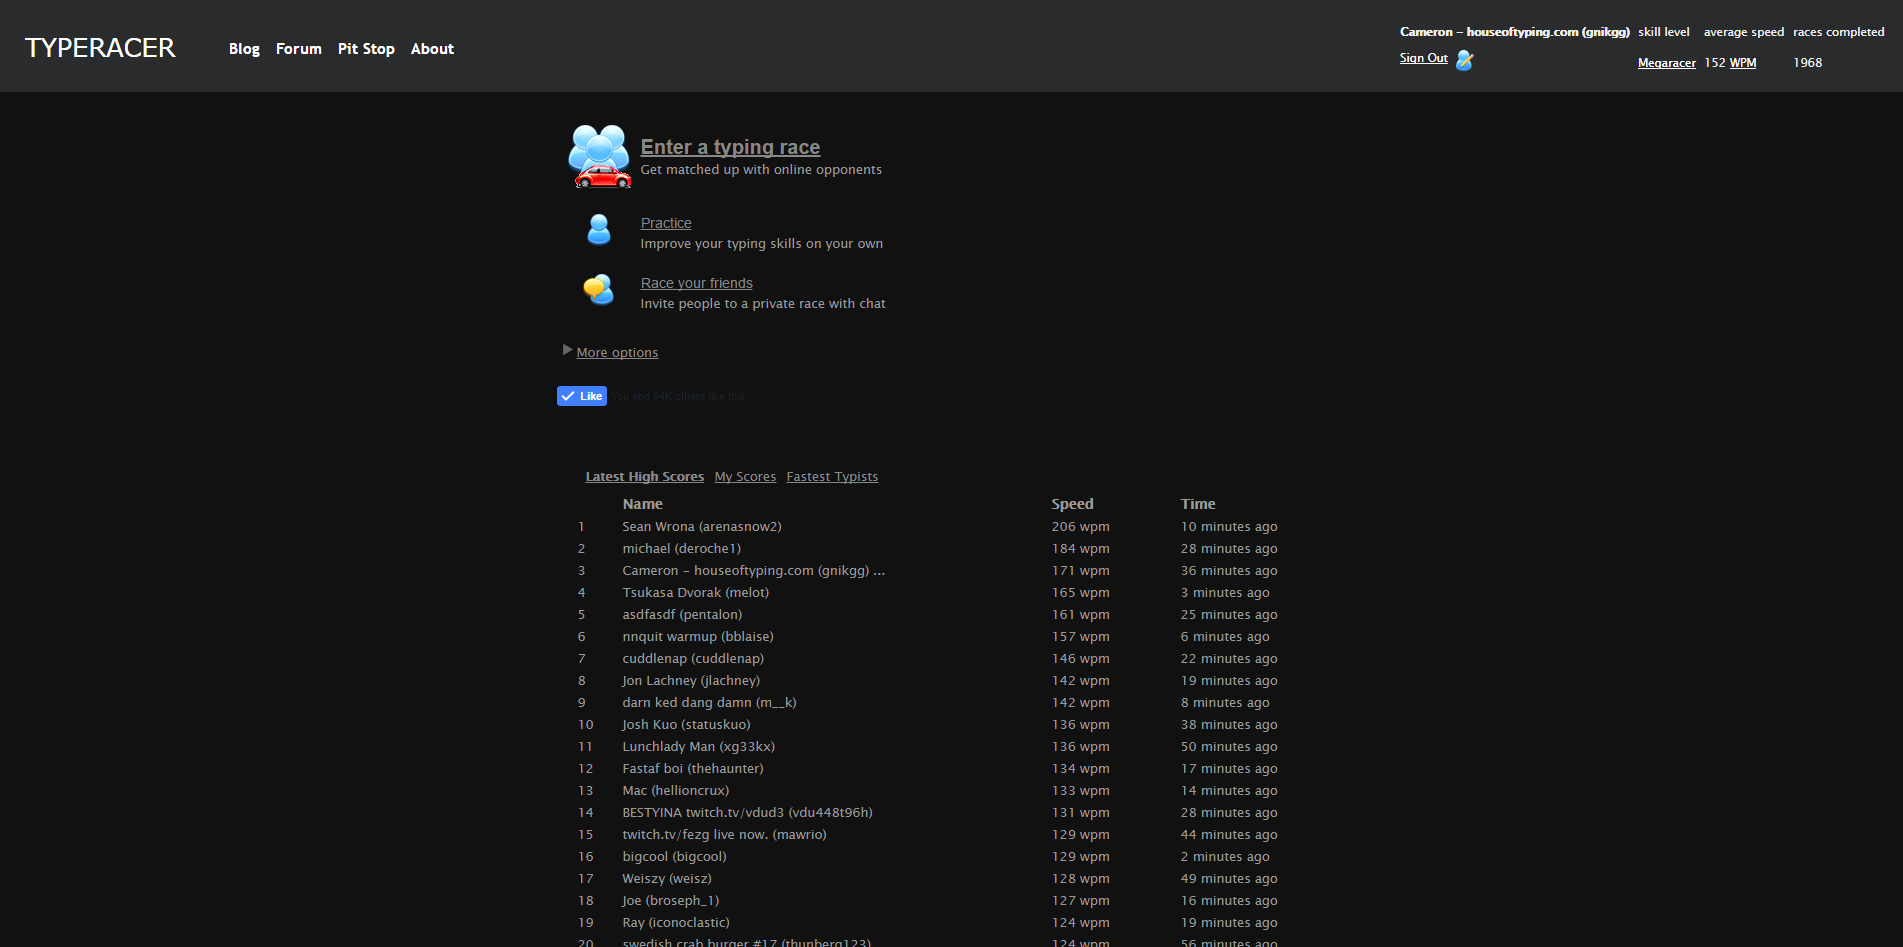 TYPERACER Blog Forum Pit Stop About
Cameron - houseoftyping.com (gnikgg) skill level average speed races completed
Sign Out Megaracer 152 WPM 1968
Enter a typing race
Get matched up with online opponents
Practice
Improve your typing skills on your own
Race your friends
Invite people to a private race with chat
More options
Like You and 94K others like this.
Latest High Scores My Scores Fastest Typists
Name Speed Time
1 Sean Wrona (arenasnow2) 206 wpm 10 minutes ago
2 michael (deroche1) 184 wpm 28 minutes ago
3 Cameron - houseoftyping.com (gnikgg) ... 171 wpm 36 minutes ago
4 Tsukasa Dvorak (melot) 165 wpm 3 minutes ago
5 asdfasdf (pentalon) 161 wpm 25 minutes ago
6 nnquit warmup (bblaise) 157 wpm 6 minutes ago
7 cuddlenap (cuddlenap) 146 wpm 22 minutes ago
8 Jon Lachney (jlachney) 142 wpm 19 minutes ago
9 darn ked dang damn (m__k) 142 wpm 8 minutes ago
10 Josh Kuo (statuskuo) 136 wpm 38 minutes ago
11 Lunchlady Man (xg33kx) 136 wpm 50 minutes ago
12 Fastaf boi (thehaunter) 134 wpm 17 minutes ago
13 Mac (hellioncrux) 133 wpm 14 minutes ago
14 BESTYINA twitch.tv/vdud3 (vdu448t96h) 131 wpm 28 minutes ago
15 twitch.tv/fezg live now. (mawrio) 129 wpm 44 minutes ago
16 bigcool (bigcool) 129 wpm 2 minutes ago
17 Weiszy (weisz) 128 wpm 49 minutes ago
18 Joe (broseph_1) 127 wpm 16 minutes ago
19 Ray (iconoclastic) 124 wpm 19 minutes ago
20 swedish crab burger #17 (thunberg123) 124 wpm 56 minutes ago